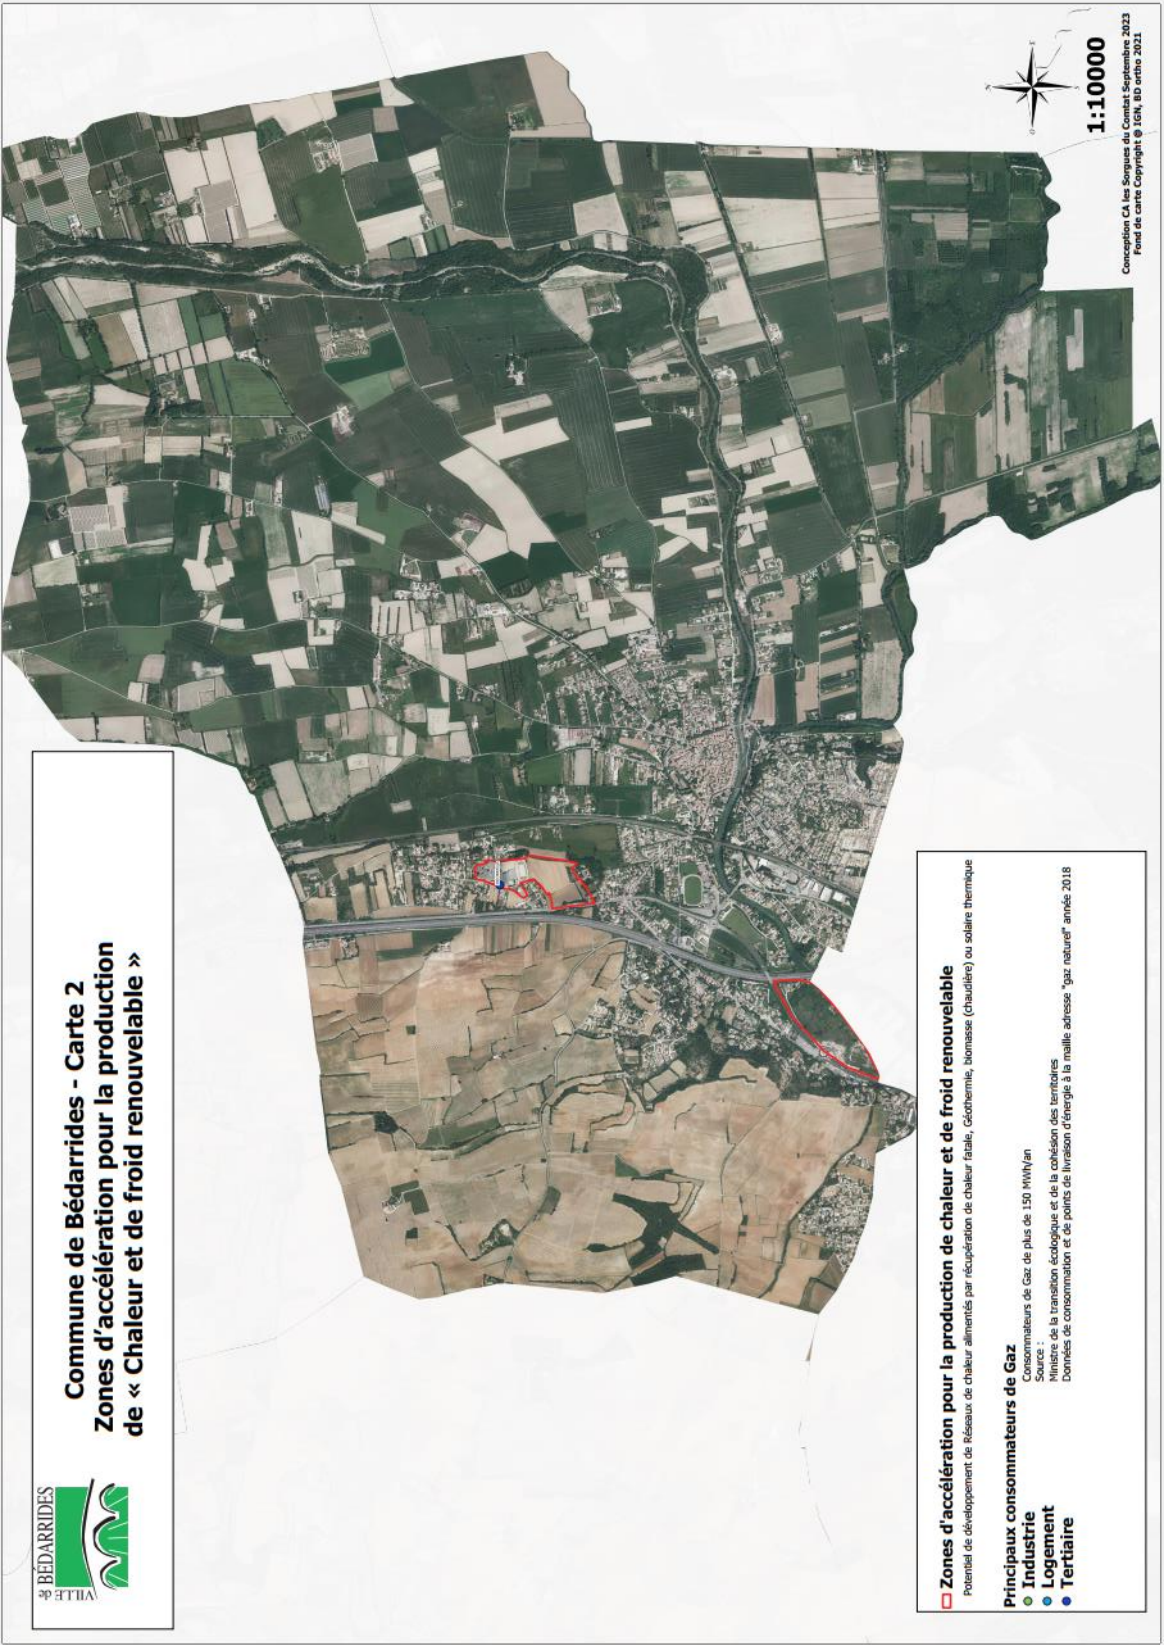 VILLE de BÉDARRIDES
Commune de Bédarrides - Carte 2
Zones d'accélération pour la production
de « Chaleur et de froid renouvelable »
Zones d'accélération pour la production de chaleur et de froid renouvelable
Potentiel de développement de Réseaux de chaleur alimentés par récupération de chaleur fatale, Géothermie, biomasse (chaudière) ou solaire thermique
Principaux consommateurs de Gaz
Industrie
Logement
Tertiaire
Consommateurs de Gaz de plus de 150 MWh/an
Source :
Ministre de la transition écologique et de la cohésion des territoires
Données de consommation et de points de livraison d'énergie à la maille adresse "gaz naturel" année 2018
N
E
S
O
1:10000
Conception CA les Sorgues du Comtat Septembre 2023
Fond de carte Copyright @ IGN, BD ortho 2021